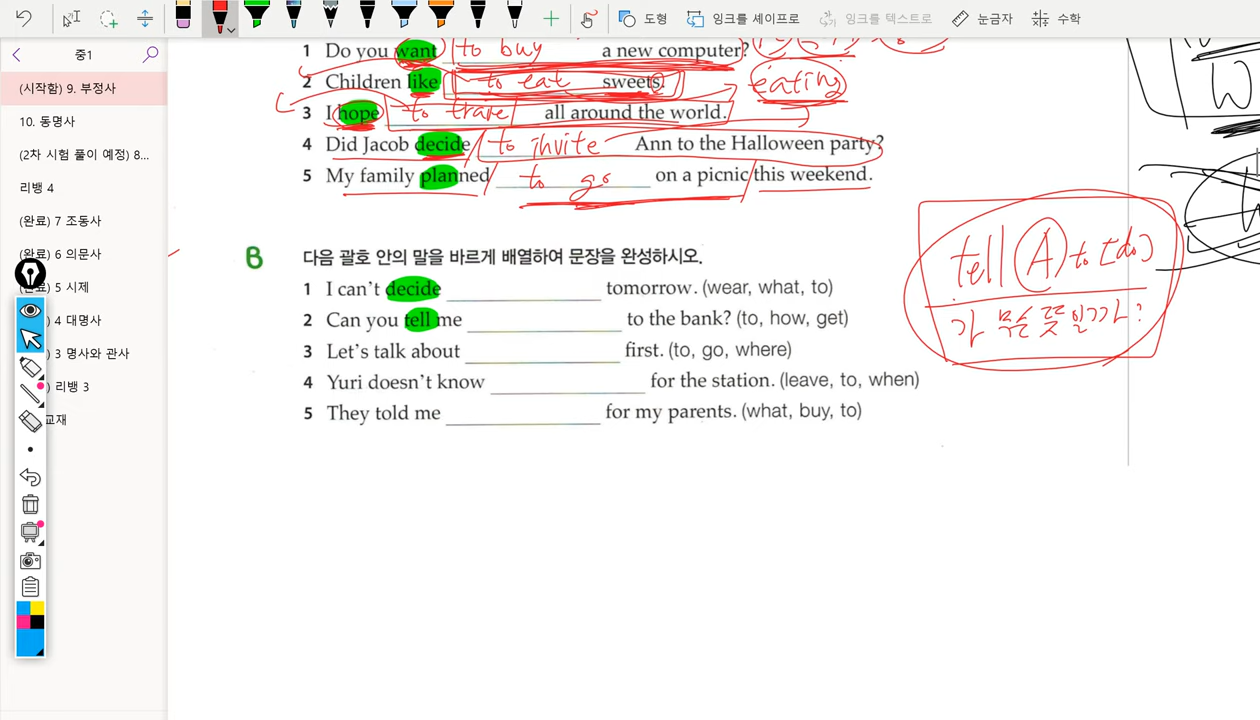 도형
잉크를 셰이프로
잉크를 텍스트로
눈금자
수학
중1
(시작함) 9. 부정사
10. 동명사
(2차 시험 풀이 예정) 8...
리뱅 4
(완료) 7 조동사
(완료) 6 의문사
5 시제
4 대명사
) 3 명사와 관사
) 리뱅 3
교재
1 Do you want to buy a new computer?
2 Children like to eat sweets. eating
3 I hope to travel all around the world.
4 Did Jacob decide to invite Ann to the Halloween party?
5 My family planned to go on a picnic this weekend.
B 다음 괄호 안의 말을 바르게 배열하여 문장을 완성하시오.
1 I can't decide tomorrow. (wear, what, to)
2 Can you tell me to the bank? (to, how, get)
3 Let's talk about first. (to, go, where)
4 Yuri doesn't know for the station. (leave, to, when)
5 They told me for my parents. (what, buy, to)
tell A to [do]
가 무슨 뜻일까?
W